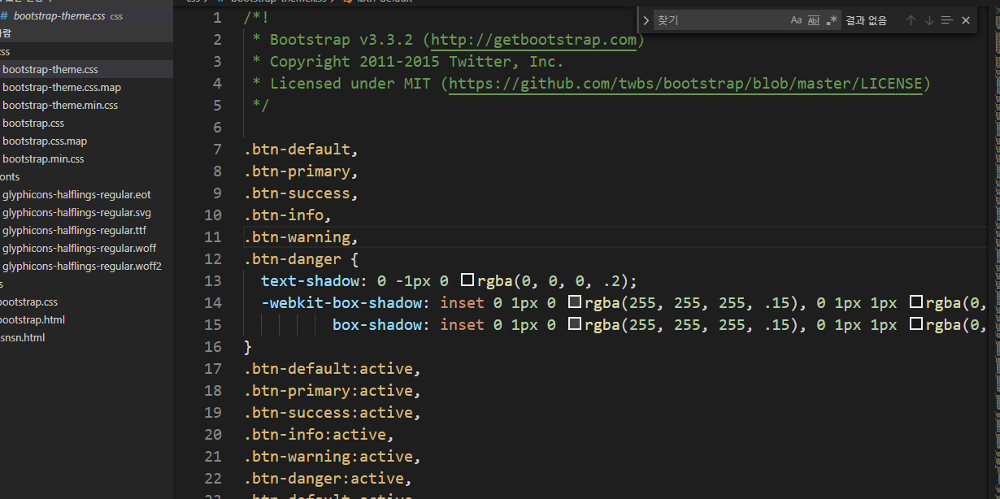 # bootstrap-theme.css css
css > # bootstrap-theme.css > .btn-default
bootstrap-theme.css
bootstrap-theme.css.map
bootstrap-theme.min.css
bootstrap.css
bootstrap.css.map
bootstrap.min.css
onts
glyphicons-halflings-regular.eot
glyphicons-halflings-regular.svg
glyphicons-halflings-regular.ttf
glyphicons-halflings-regular.woff
glyphicons-halflings-regular.woff2
s
bootstrap.css
bootstrap.html
snsn.html
찾기 Aa Abl .* 결과 없음
1 /*!
2 * Bootstrap v3.3.2 (http://getbootstrap.com)
3 * Copyright 2011-2015 Twitter, Inc.
4 * Licensed under MIT (https://github.com/twbs/bootstrap/blob/master/LICENSE)
5 */
6
7 .btn-default,
8 .btn-primary,
9 .btn-success,
10 .btn-info,
11 .btn-warning,
12 .btn-danger {
13 text-shadow: 0 -1px 0 rgba(0, 0, 0, .2);
14 -webkit-box-shadow: inset 0 1px 0 rgba(255, 255, 255, .15), 0 1px 1px rgba(0,
15 box-shadow: inset 0 1px 0 rgba(255, 255, 255, .15), 0 1px 1px rgba(0,
16 }
17 .btn-default:active,
18 .btn-primary:active,
19 .btn-success:active,
20 .btn-info:active,
21 .btn-warning:active,
22 .btn-danger:active,
23 .btn-default.active,